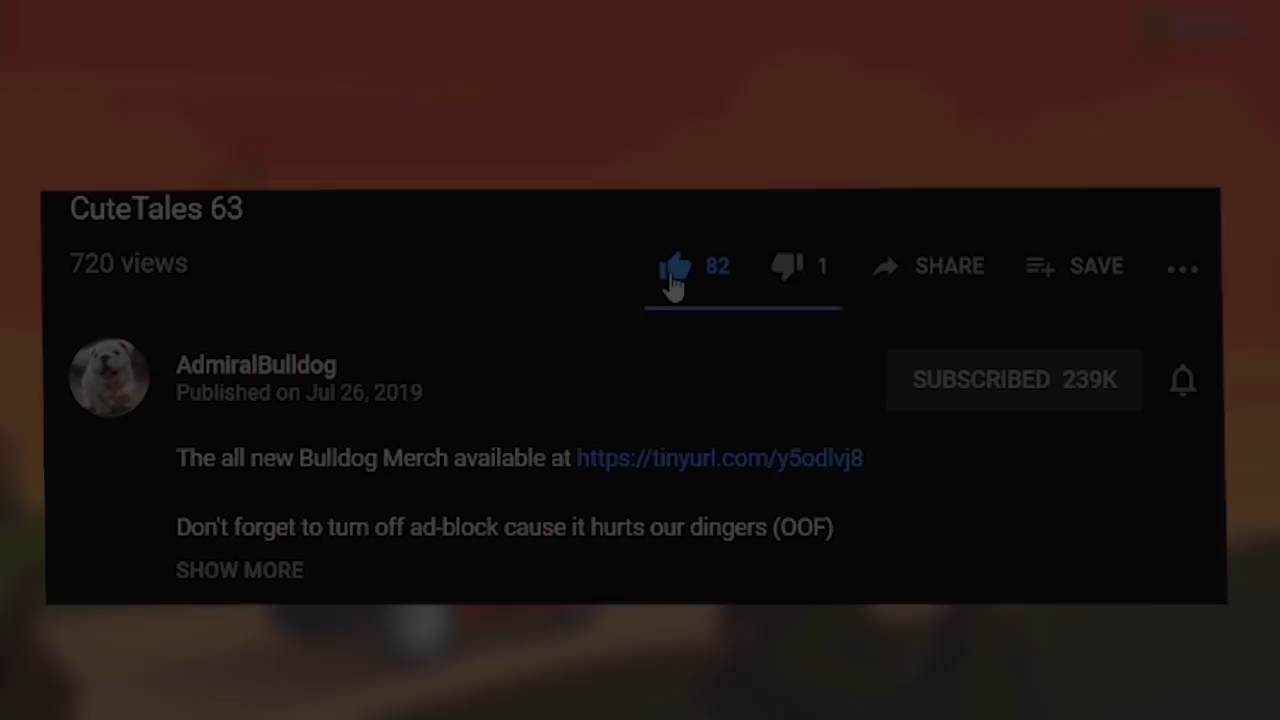 CuteTales 63
720 views
82 1 SHARE SAVE
AdmiralBulldog
Published on Jul 26, 2019
SUBSCRIBED 239K
The all new Bulldog Merch available at https://tinyurl.com/y5odlvj8
Don't forget to turn off ad-block cause it hurts our dingers (OOF)
SHOW MORE